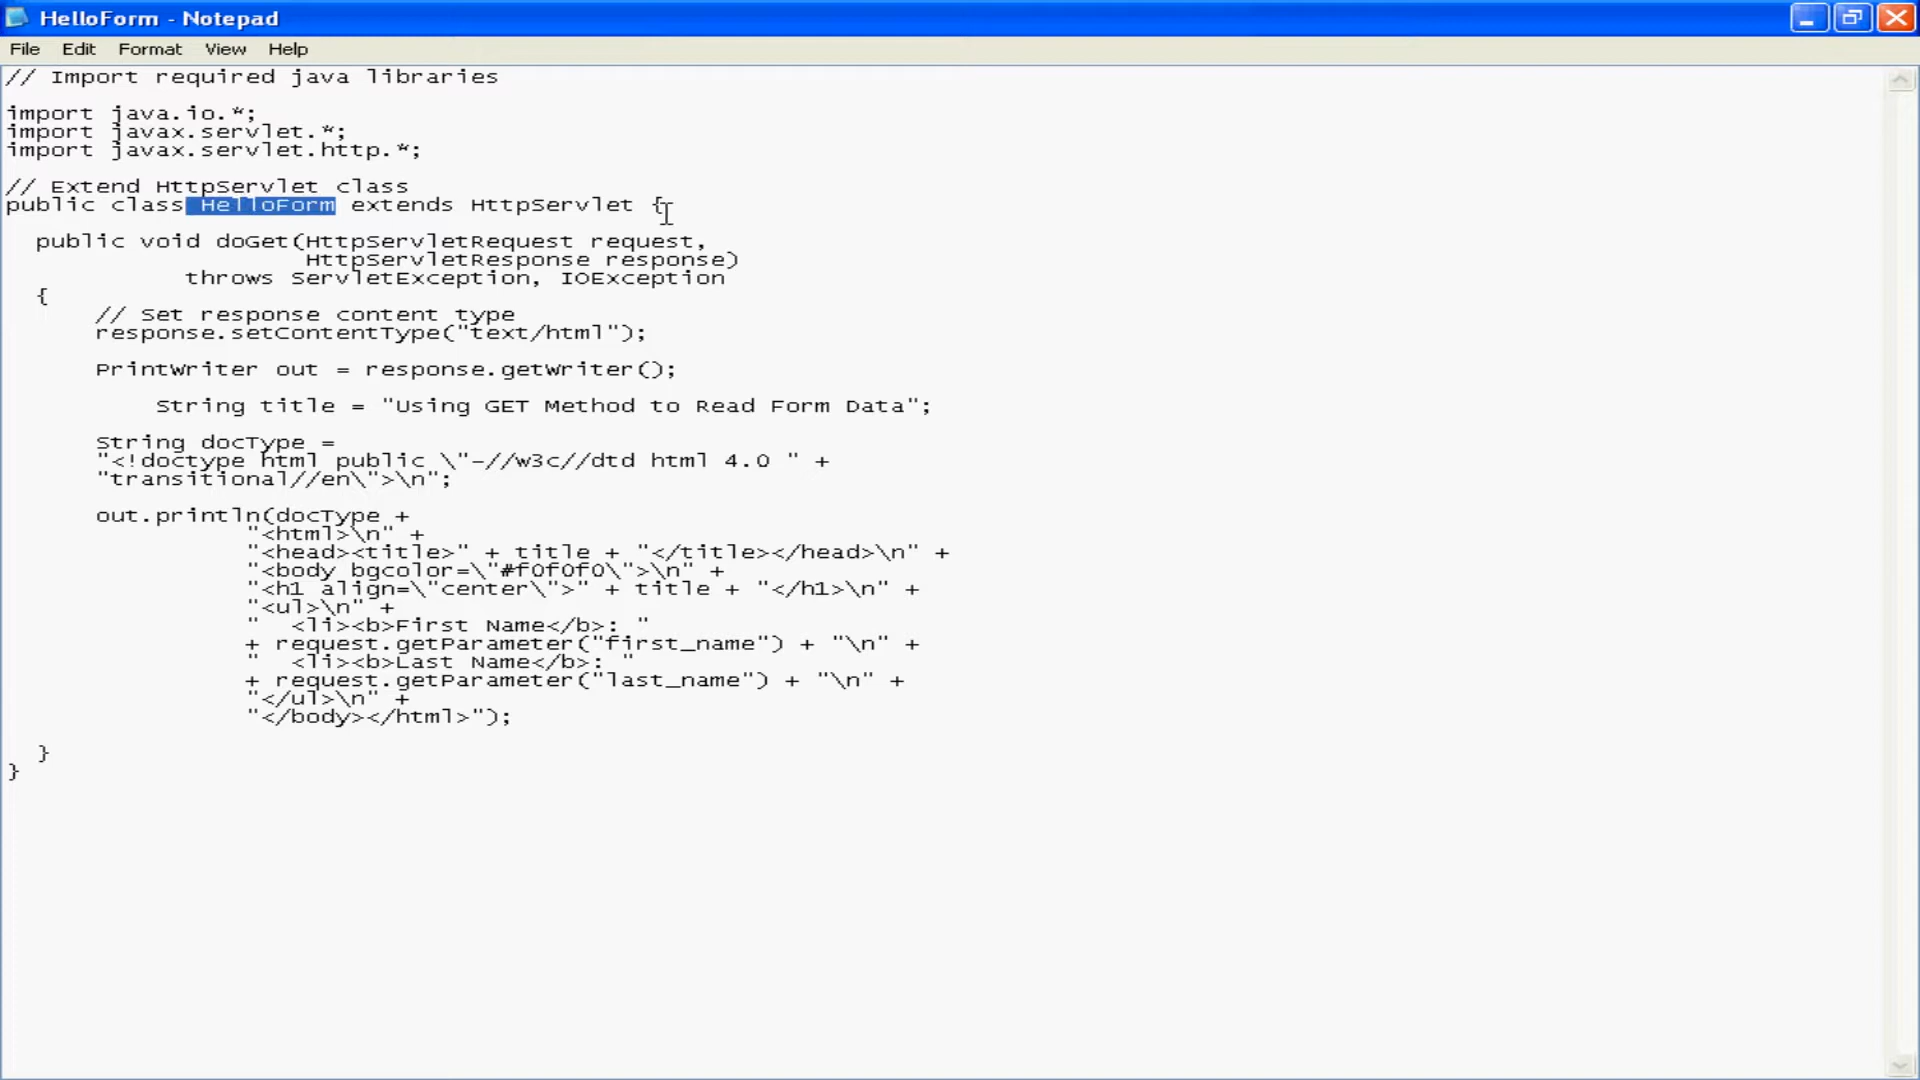 HelloForm - Notepad
File Edit Format View Help
// Import required java libraries
import java.io.*;
import javax.servlet.*;
import javax.servlet.http.*;
// Extend HttpServlet class
public class HelloForm extends HttpServlet {
public void doGet(HttpServletRequest request,
HttpServletResponse response)
throws ServletException, IOException
{
// Set response content type
response.setContentType("text/html");
PrintWriter out = response.getWriter();
String title = "Using GET Method to Read Form Data";
String docType =
"<!doctype html public \"-//w3c//dtd html 4.0 " +
"transitional//en\">\n";
out.println(docType +
"<html>\n" +
"<head><title>" + title + "</title></head>\n" +
"<body bgcolor=\"#f0f0f0\">\n" +
"<h1 align=\"center\">" + title + "</h1>\n" +
"<ul>\n" +
"  <li><b>First Name</b>: "
+ request.getParameter("first_name") + "\n" +
"  <li><b>Last Name</b>: "
+ request.getParameter("last_name") + "\n" +
"</ul>\n" +
"</body></html>");
}
}